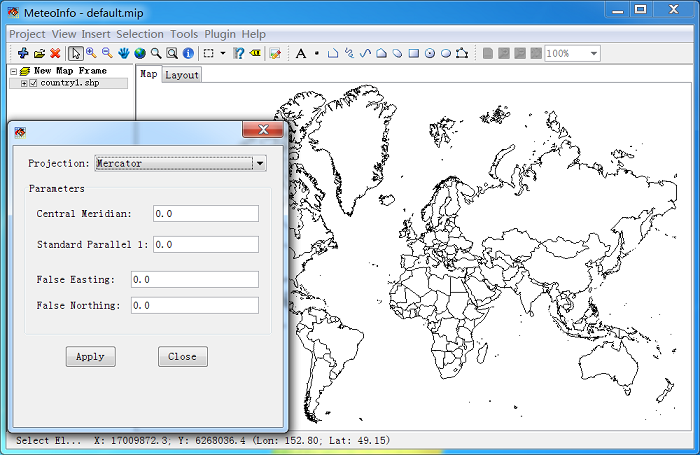 MeteoInfo - default.mip
Project View Insert Selection Tools Plugin Help
A 100%
New Map Frame
country1.shp
Map Layout
Projection: Mercator
Parameters
Central Meridian: 0.0
Standard Parallel 1: 0.0
False Easting: 0.0
False Northing: 0.0
Apply Close
Select El... X: 17009872.3; Y: 6268036.4 (Lon: 152.80; Lat: 49.15)